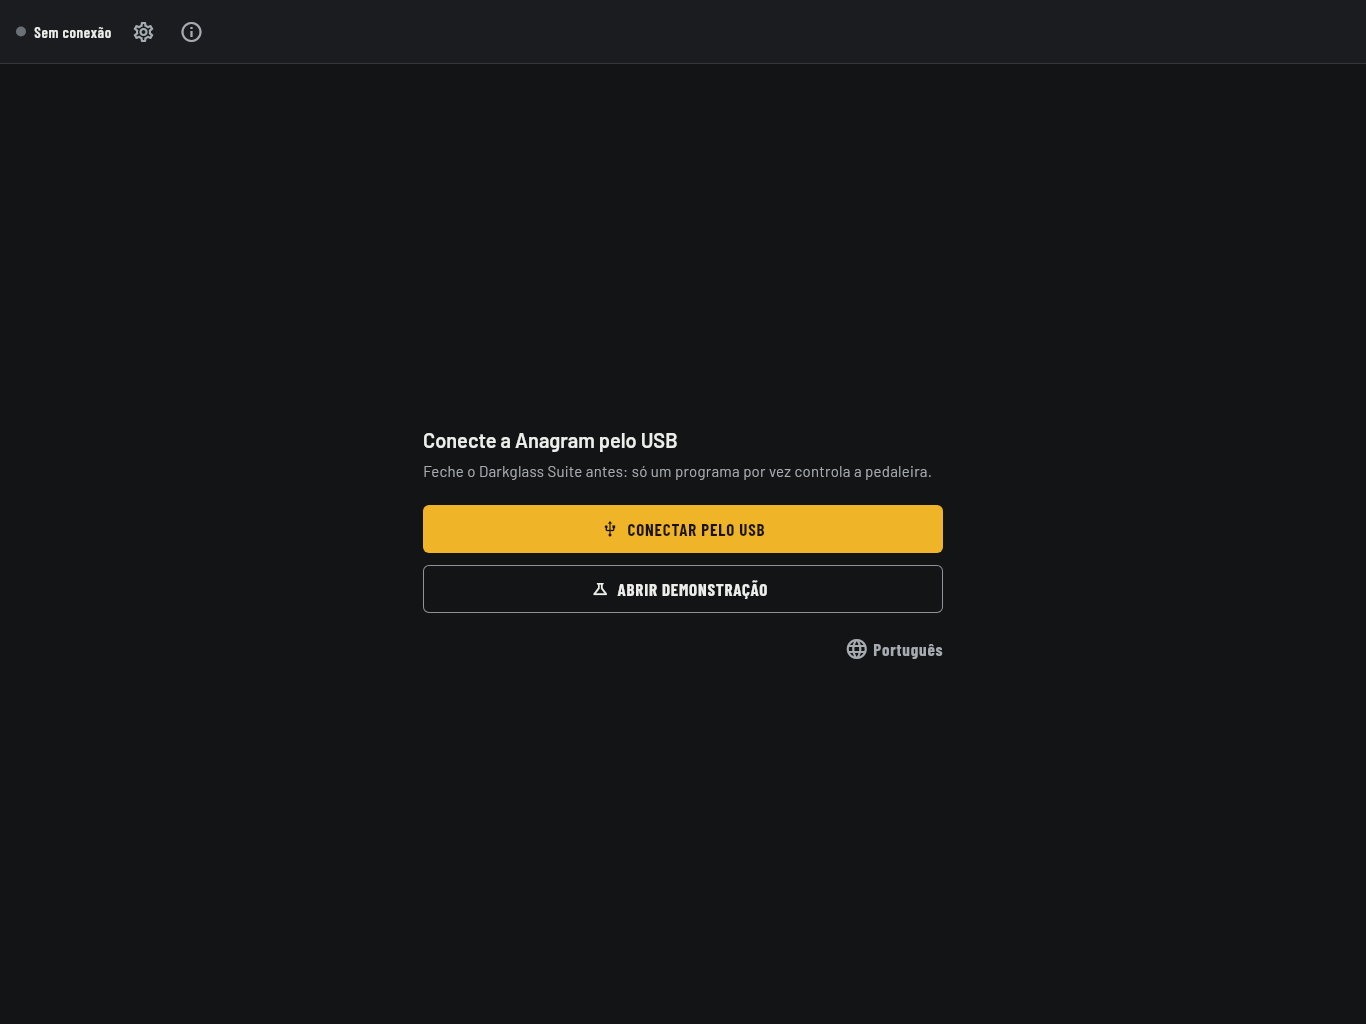 Sem conexão
Conecte a Anagram pelo USB
Feche o Darkglass Suite antes: só um programa por vez controla a pedaleira.
CONECTAR PELO USB
ABRIR DEMONSTRAÇÃO
Português